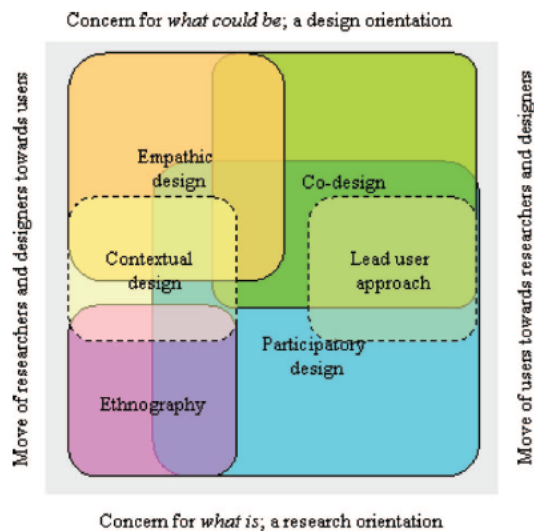 Concern for what could be; a design orientation
Move of researchers and designers towards users
Move of users towards researchers and designers
Empathic
design
Co-design
Contextual
design
Lead user
approach
Participatory
design
Ethnography
Concern for what is; a research orientation